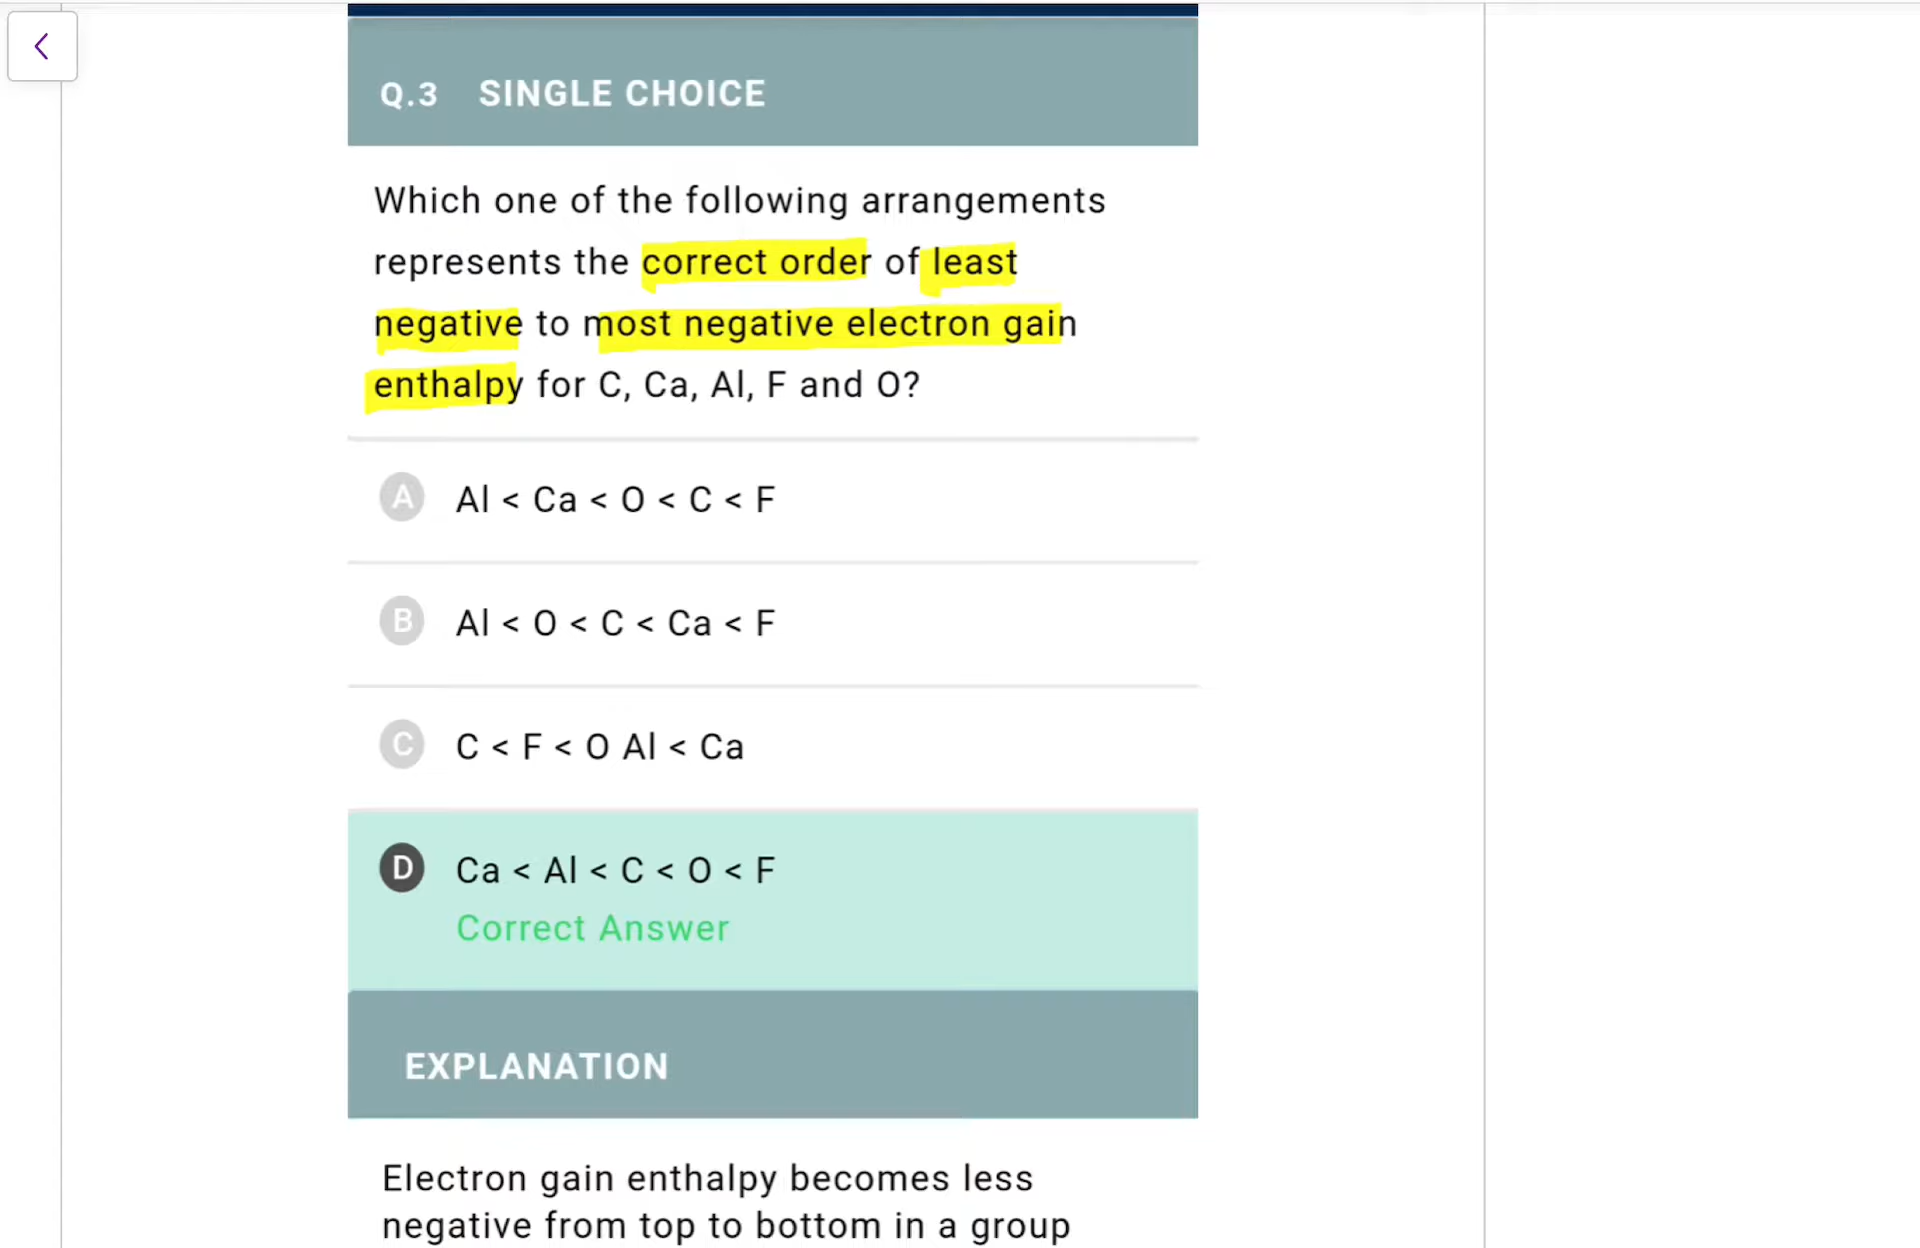 Q.3 SINGLE CHOICE
Which one of the following arrangements
represents the correct order of least
negative to most negative electron gain
enthalpy for C, Ca, Al, F and O?
A Al < Ca < O < C < F
B Al < O < C < Ca < F
C C < F < O Al < Ca
D Ca < Al < C < O < F
Correct Answer
EXPLANATION
Electron gain enthalpy becomes less
negative from top to bottom in a group